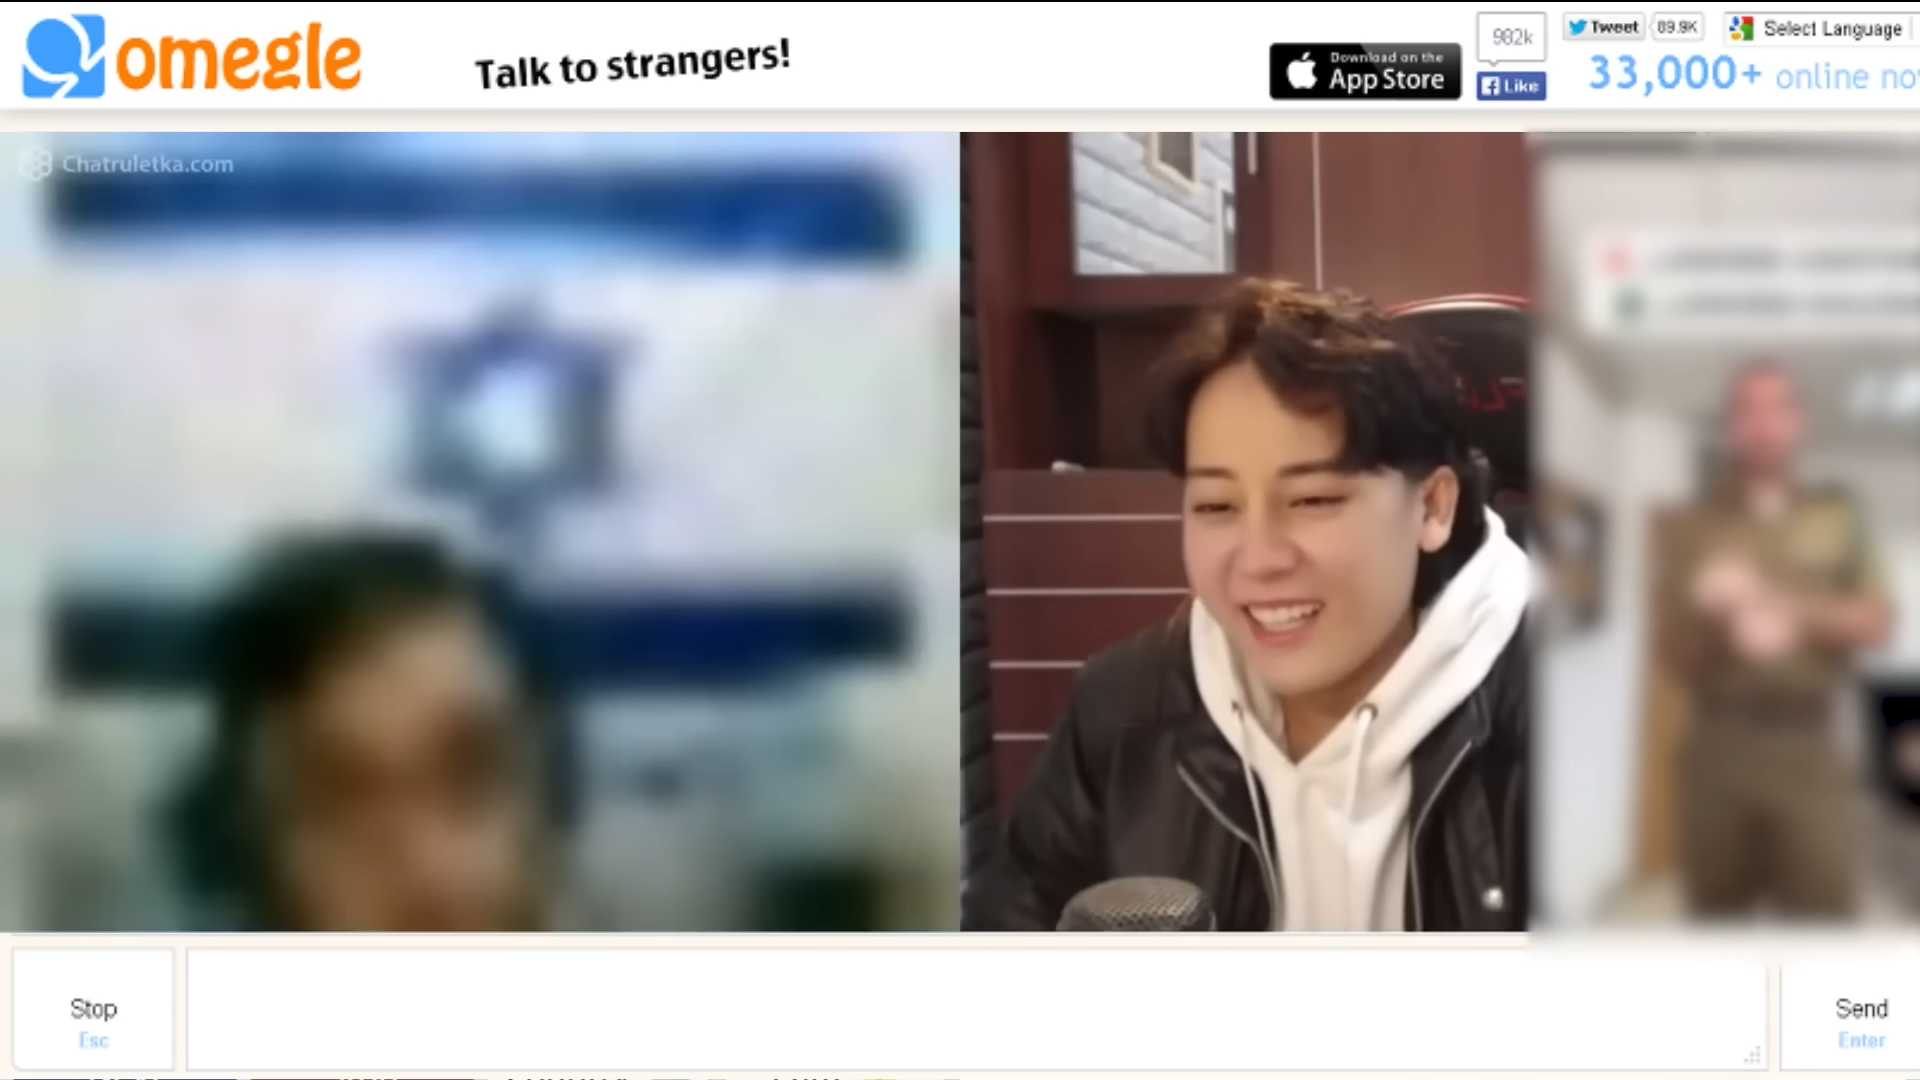 omegle
Talk to strangers!
Download on the
App Store
982k
Like
Tweet
89.9K
Select Language
33,000+ online no
Chatruletka.com
Stop
Esc
Send
Enter